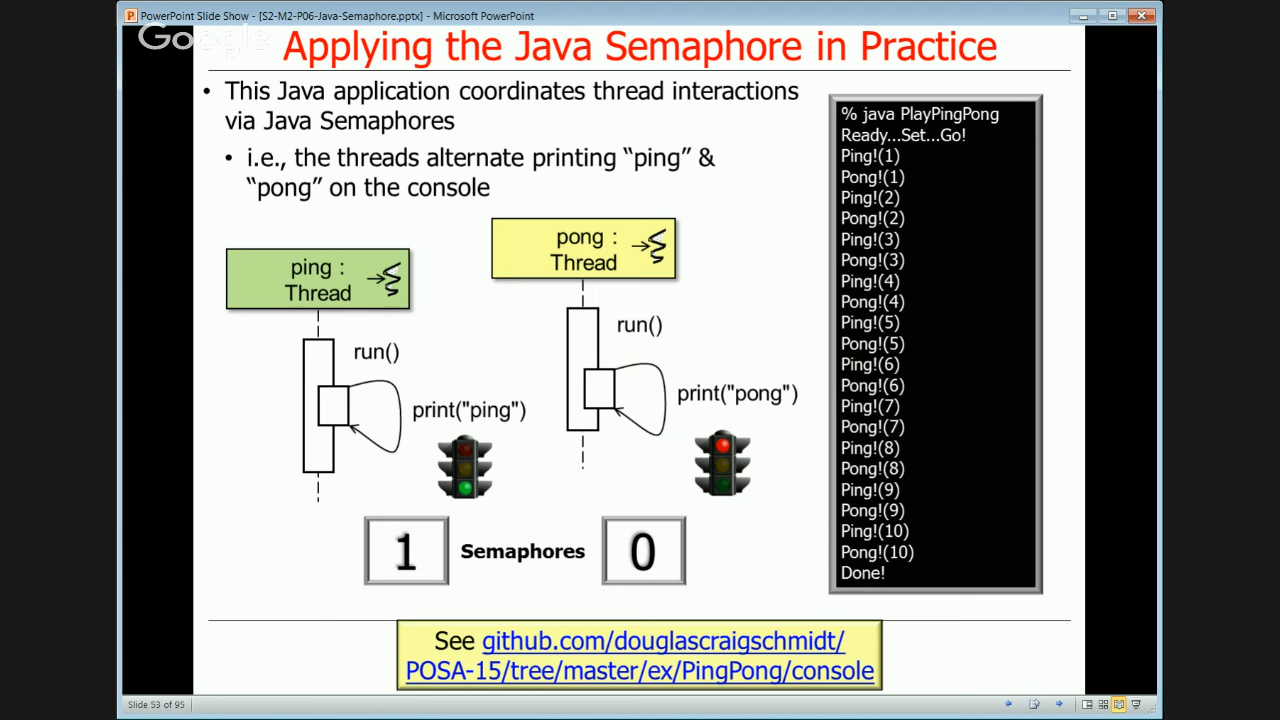 PowerPoint Slide Show - [S2-M2-P06-Java-Semaphore.pptx] - Microsoft PowerPoint
Google
Applying the Java Semaphore in Practice
• This Java application coordinates thread interactions
via Java Semaphores
• i.e., the threads alternate printing “ping” &
“pong” on the console
ping :
Thread
run()
print("ping")
pong :
Thread
run()
print("pong")
1
Semaphores
0
% java PlayPingPong
Ready...Set...Go!
Ping!(1)
Pong!(1)
Ping!(2)
Pong!(2)
Ping!(3)
Pong!(3)
Ping!(4)
Pong!(4)
Ping!(5)
Pong!(5)
Ping!(6)
Pong!(6)
Ping!(7)
Pong!(7)
Ping!(8)
Pong!(8)
Ping!(9)
Pong!(9)
Ping!(10)
Pong!(10)
Done!
See github.com/douglascraigschmidt/
POSA-15/tree/master/ex/PingPong/console
Slide 53 of 95